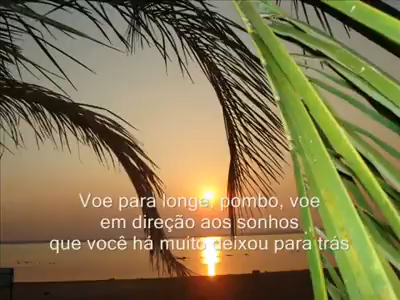 Voe para longe, pombo, voe
em direção aos sonhos
que você há muito deixou para trás